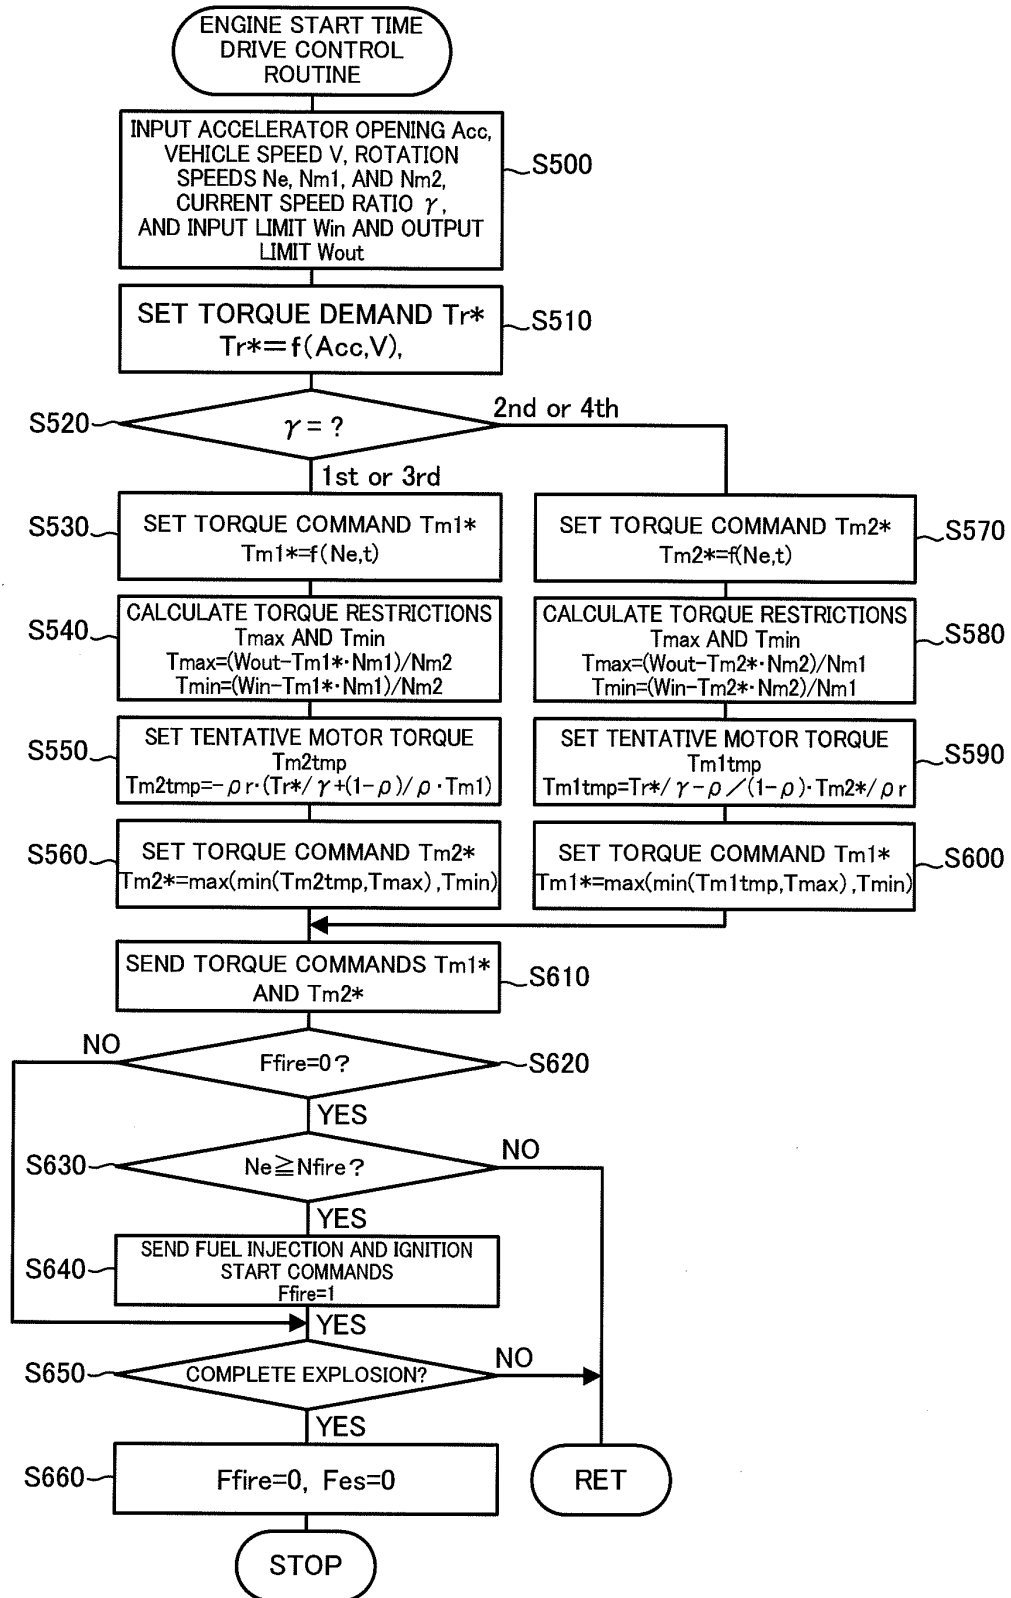 ENGINE START TIME
DRIVE CONTROL
ROUTINE
INPUT ACCELERATOR OPENING Acc,
VEHICLE SPEED V, ROTATION
SPEEDS Ne, Nm1, AND Nm2,
CURRENT SPEED RATIO γ,
AND INPUT LIMIT Win AND OUTPUT
LIMIT Wout
S500
SET TORQUE DEMAND Tr*
Tr*=f(Acc,V),
S510
S520
γ=?
2nd or 4th
1st or 3rd
S530
SET TORQUE COMMAND Tm1*
Tm1*=f(Ne,t)
SET TORQUE COMMAND Tm2*
Tm2*=f(Ne,t)
S570
S540
CALCULATE TORQUE RESTRICTIONS
Tmax AND Tmin
Tmax=(Wout-Tm1*·Nm1)/Nm2
Tmin=(Win-Tm1*·Nm1)/Nm2
CALCULATE TORQUE RESTRICTIONS
Tmax AND Tmin
Tmax=(Wout-Tm2*·Nm2)/Nm1
Tmin=(Win-Tm2*·Nm2)/Nm1
S580
S550
SET TENTATIVE MOTOR TORQUE
Tm2tmp
Tm2tmp=-ρr·(Tr*/γ+(1-ρ)/ρ·Tm1)
SET TENTATIVE MOTOR TORQUE
Tm1tmp
Tm1tmp=Tr*/γ-ρ/(1-ρ)·Tm2*/ρr
S590
S560
SET TORQUE COMMAND Tm2*
Tm2*=max(min(Tm2tmp,Tmax),Tmin)
SET TORQUE COMMAND Tm1*
Tm1*=max(min(Tm1tmp,Tmax),Tmin)
S600
SEND TORQUE COMMANDS Tm1*
AND Tm2*
S610
NO
Ffire=0?
S620
YES
S630
Ne≧Nfire?
NO
YES
S640
SEND FUEL INJECTION AND IGNITION
START COMMANDS
Ffire=1
YES
S650
COMPLETE EXPLOSION?
NO
YES
S660
Ffire=0, Fes=0
RET
STOP